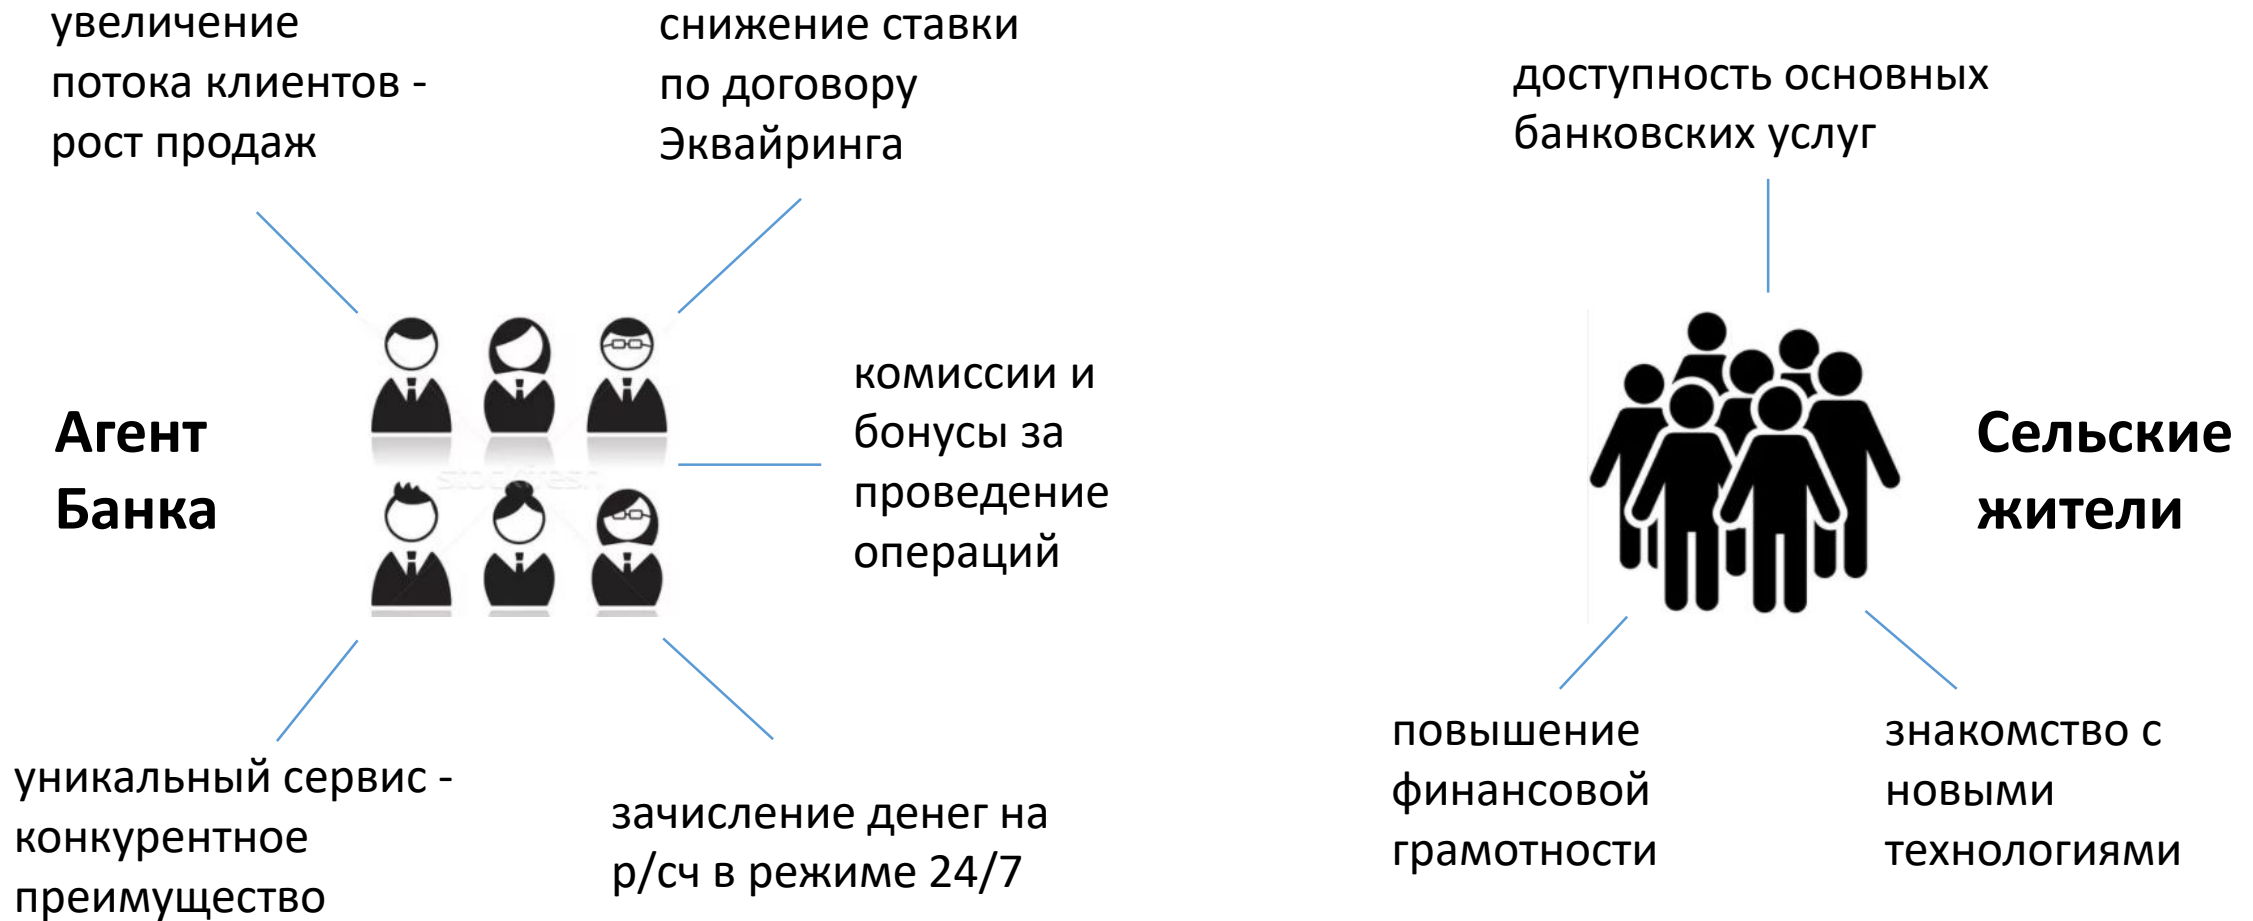 увеличение
потока клиентов -
рост продаж
снижение ставки
по договору
Эквайринга
доступность основных
банковских услуг
Агент
Банка
комиссии и
бонусы за
проведение
операций
Сельские
жители
уникальный сервис -
конкурентное
преимущество
зачисление денег на
р/сч в режиме 24/7
повышение
финансовой
грамотности
знакомство с
новыми
технологиями